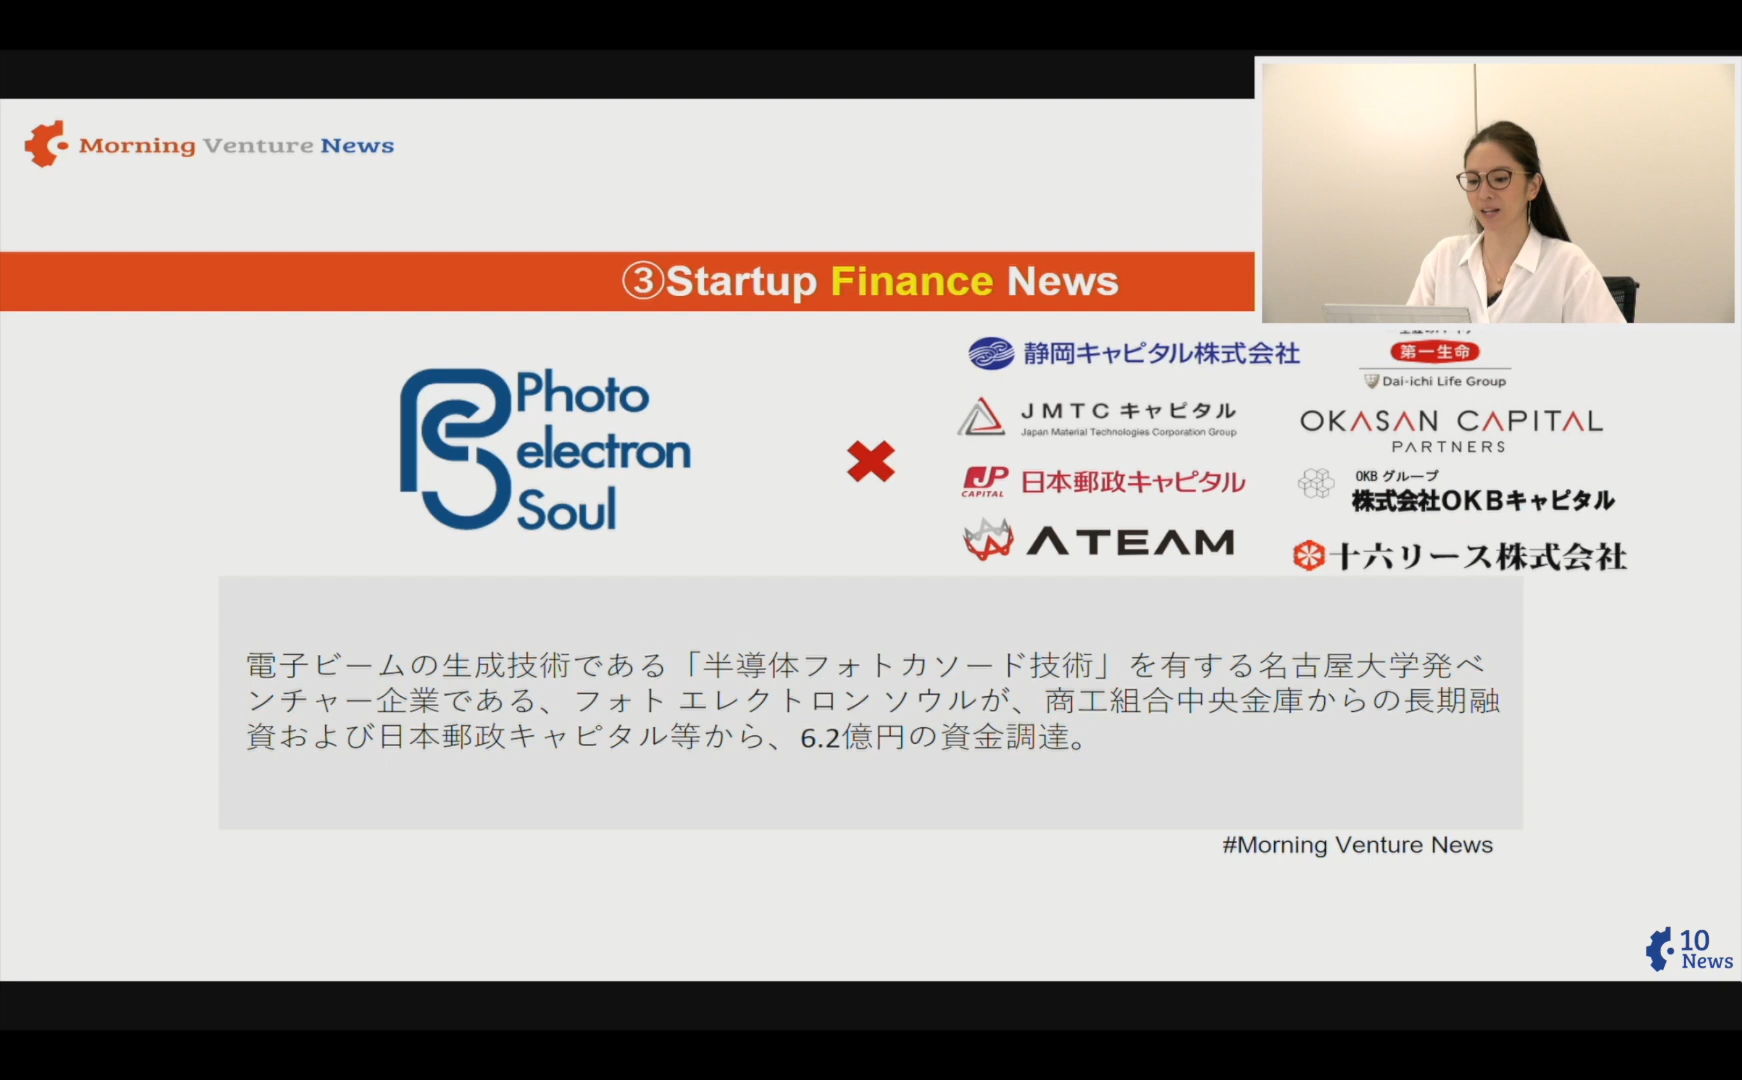 Morning Venture News
③Startup Finance News
Photo
electron
Soul
静岡キャピタル株式会社
JMTCキャピタル
Japan Material Technologies Corporation Group
JP
CAPITAL
日本郵政キャピタル
ATEAM
第一生命
Dai-ichi Life Group
OKASAN CAPITAL
PARTNERS
OKBグループ
株式会社OKBキャピタル
十六リース株式会社
電子ビームの生成技術である「半導体フォトカソード技術」を有する名古屋大学発ベ
ンチャー企業である、フォト エレクトロン ソウルが、商工組合中央金庫からの長期融
資および日本郵政キャピタル等から、6.2億円の資金調達。
#Morning Venture News
10
News